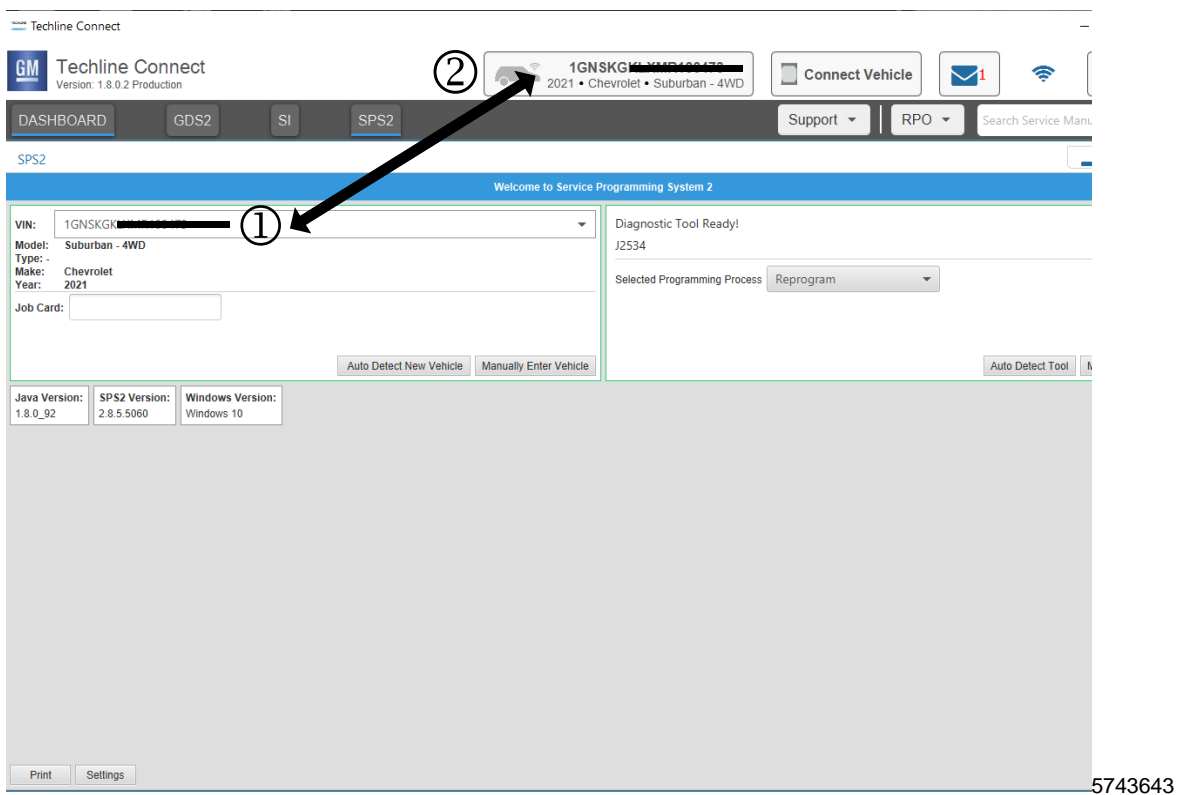 Techline Connect
GM
Techline Connect
Version: 1.8.0.2 Production
②
1GNSKG
2021 • Chevrolet • Suburban - 4WD
Connect Vehicle
1
DASHBOARD
GDS2
SI
SPS2
Support
RPO
Search Service Manu
SPS2
Welcome to Service Programming System 2
VIN:
1GNSKGK
①
Model: Suburban - 4WD
Type: -
Make: Chevrolet
Year: 2021
Job Card:
Auto Detect New Vehicle
Manually Enter Vehicle
Diagnostic Tool Ready!
J2534
Selected Programming Process
Reprogram
Auto Detect Tool
Java Version:
1.8.0_92
SPS2 Version:
2.8.5.5060
Windows Version:
Windows 10
Print
Settings
5743643